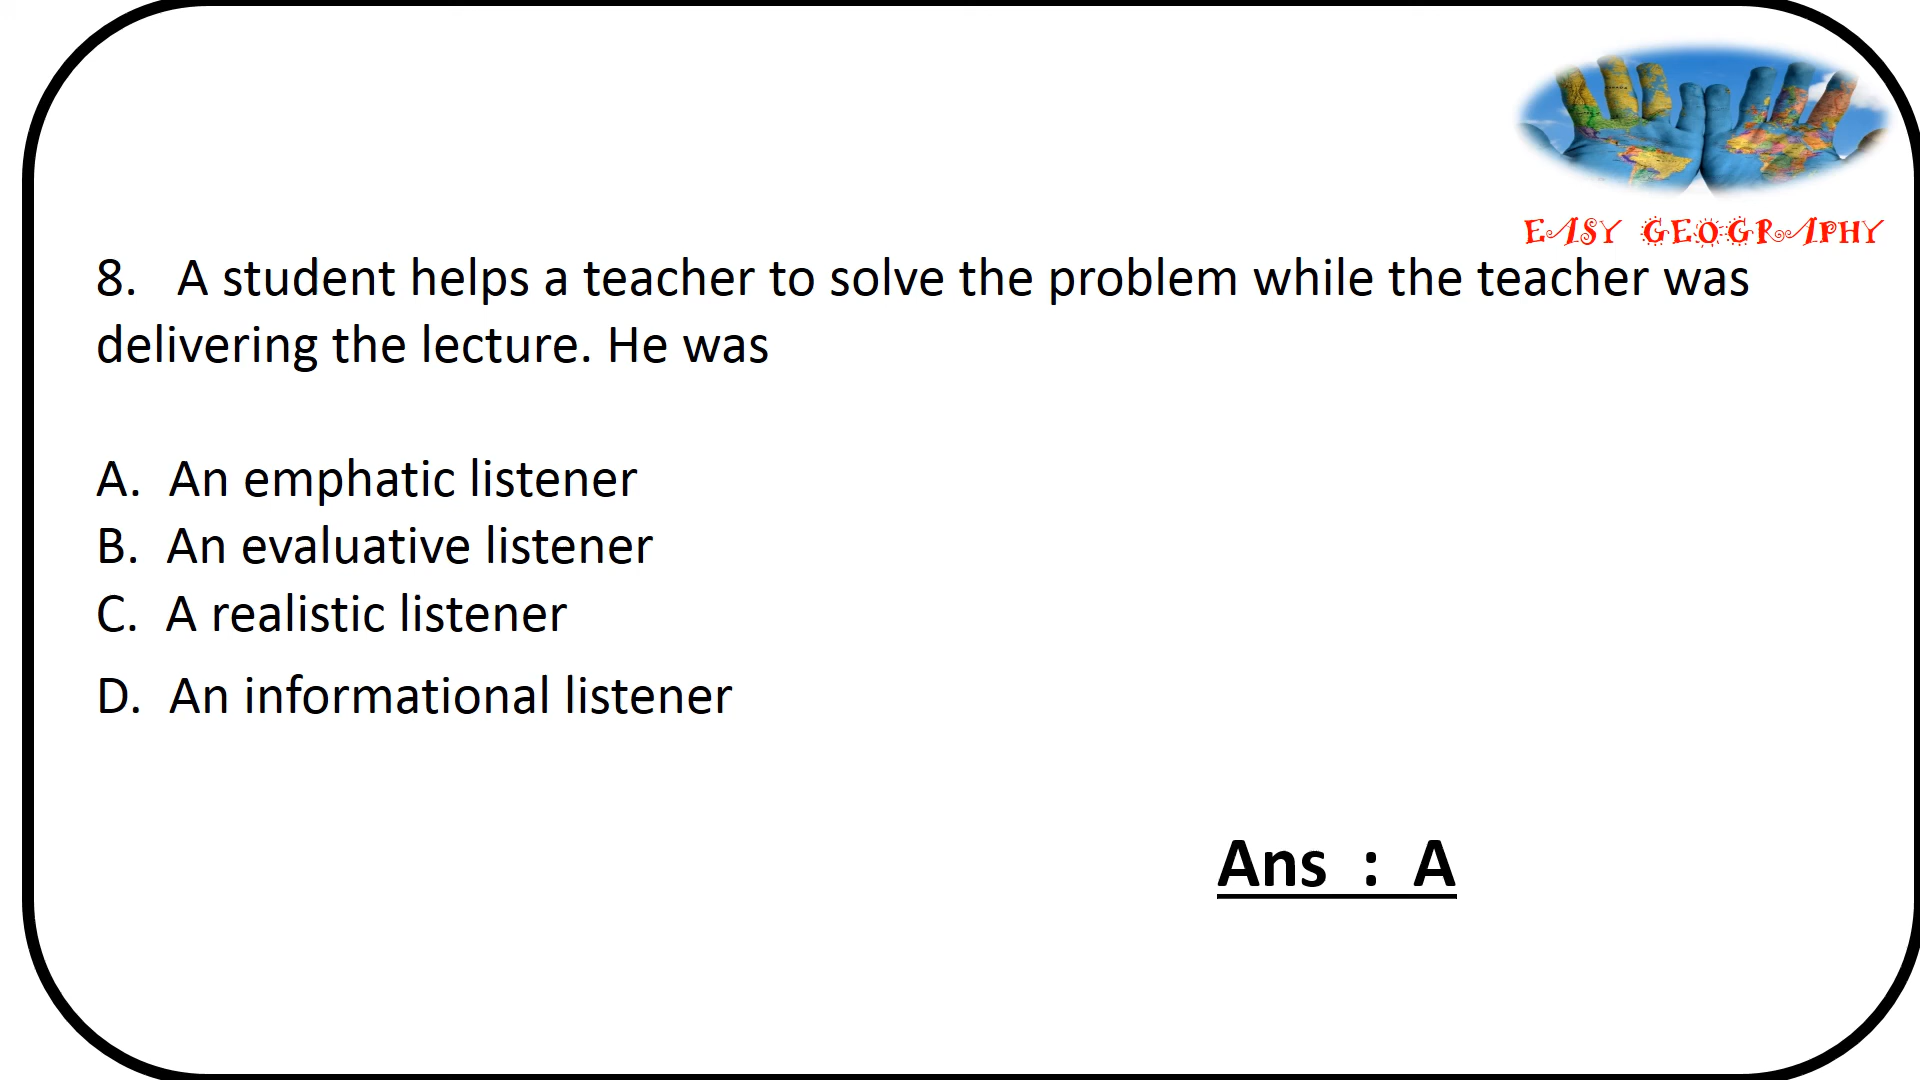 EASY GEOGRAPHY
8. A student helps a teacher to solve the problem while the teacher was
delivering the lecture. He was
A. An emphatic listener
B. An evaluative listener
C. A realistic listener
D. An informational listener
Ans : A